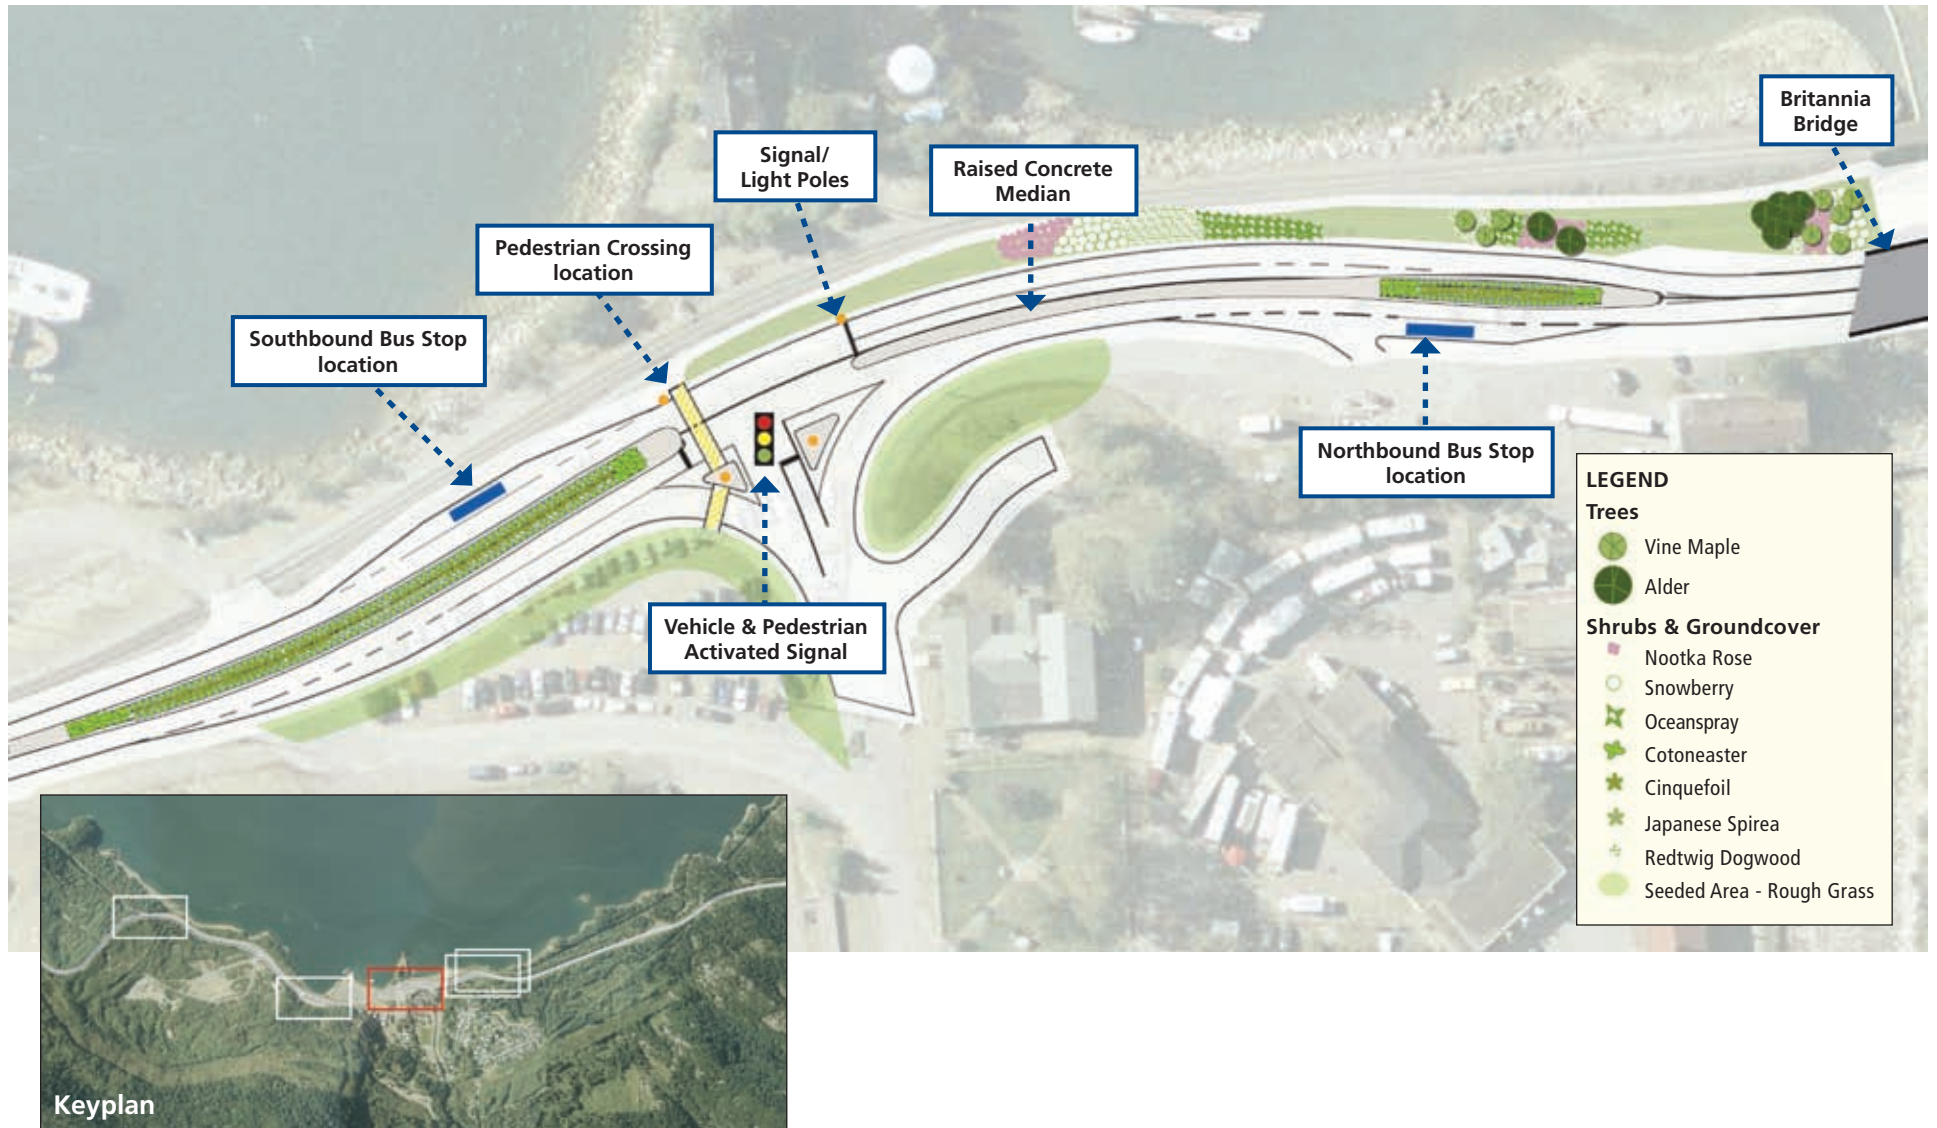 Britannia
Bridge
Signal/
Light Poles
Raised Concrete
Median
Pedestrian Crossing
location
Southbound Bus Stop
location
Northbound Bus Stop
location
Vehicle & Pedestrian
Activated Signal
LEGEND
Trees
Vine Maple
Alder
Shrubs & Groundcover
Nootka Rose
Snowberry
Oceanspray
Cotoneaster
Cinquefoil
Japanese Spirea
Redtwig Dogwood
Seeded Area - Rough Grass
Keyplan